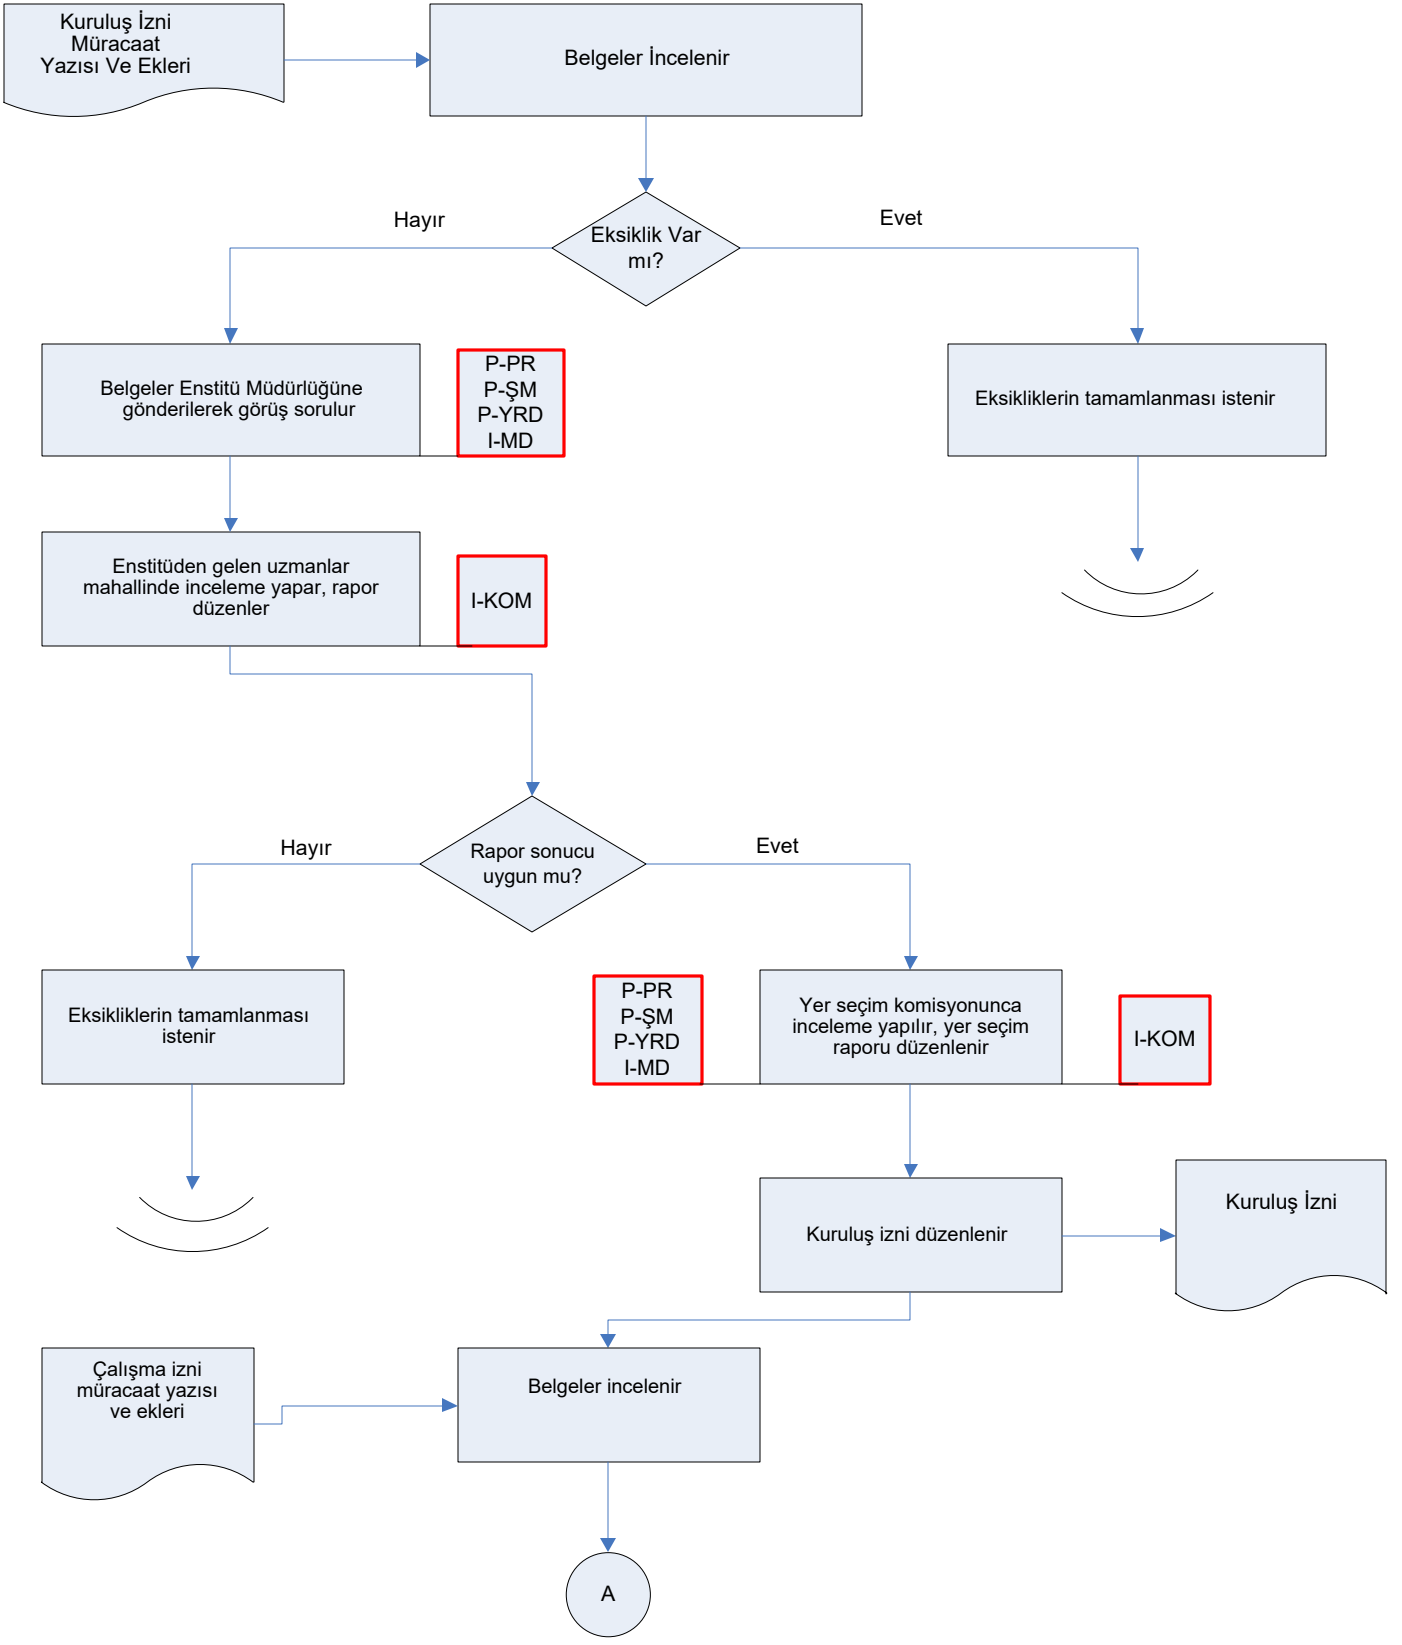 Kuruluş İzni
Müracaat
Yazısı Ve Ekleri
Belgeler İncelenir
Hayır
Evet
Eksiklik Var
mı?
Belgeler Enstitü Müdürlüğüne
gönderilerek görüş sorulur
P-PR
P-ŞM
P-YRD
I-MD
Eksikliklerin tamamlanması istenir
Enstitüden gelen uzmanlar
mahallinde inceleme yapar, rapor
düzenler
I-KOM
Hayır
Evet
Rapor sonucu
uygun mu?
Eksikliklerin tamamlanması
istenir
P-PR
P-ŞM
P-YRD
I-MD
Yer seçim komisyonunca
inceleme yapılır, yer seçim
raporu düzenlenir
I-KOM
Kuruluş izni düzenlenir
Kuruluş İzni
Çalışma izni
müracaat yazısı
ve ekleri
Belgeler incelenir
A